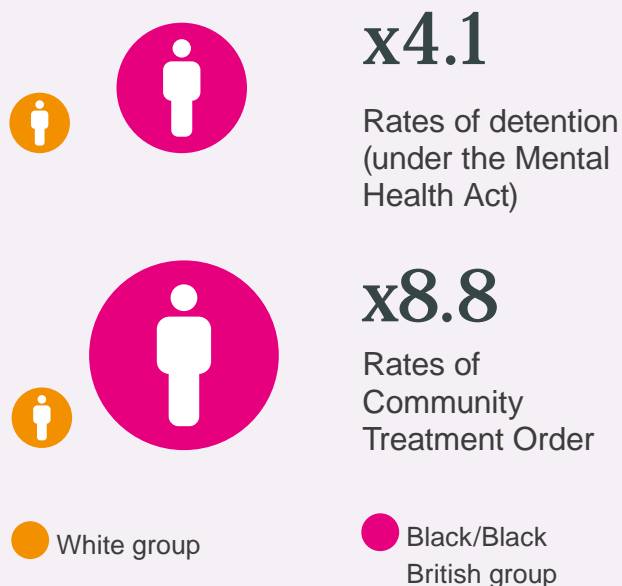 x4.1
Rates of detention
(under the Mental
Health Act)
x8.8
Rates of
Community
Treatment Order
White group
Black/Black
British group